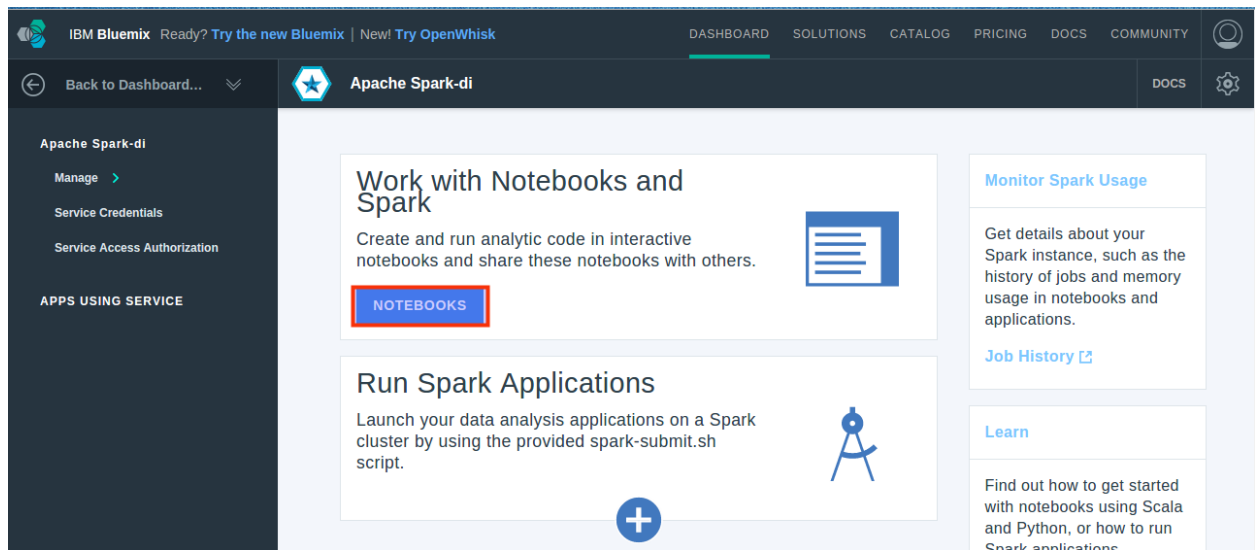 IBM Bluemix Ready? Try the new Bluemix | New! Try OpenWhisk
DASHBOARD SOLUTIONS CATALOG PRICING DOCS COMMUNITY
Back to Dashboard...
Apache Spark-di
DOCS
Apache Spark-di
Manage
Service Credentials
Service Access Authorization
APPS USING SERVICE
Work with Notebooks and
Spark
Create and run analytic code in interactive
notebooks and share these notebooks with others.
NOTEBOOKS
Run Spark Applications
Launch your data analysis applications on a Spark
cluster by using the provided spark-submit.sh
script.
Monitor Spark Usage
Get details about your
Spark instance, such as the
history of jobs and memory
usage in notebooks and
applications.
Job History
Learn
Find out how to get started
with notebooks using Scala
and Python, or how to run
Spark applications